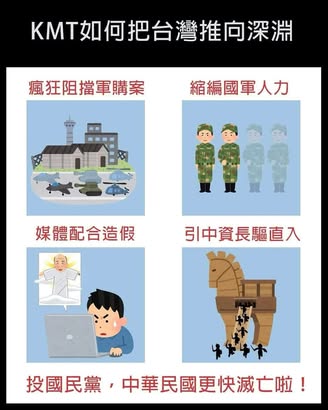 KMT如何把台灣推向深淵
瘋狂阻擋軍購案
縮編國軍人力
媒體配合造假
引中資長驅直入
投國民黨，中華民國更快滅亡啦！